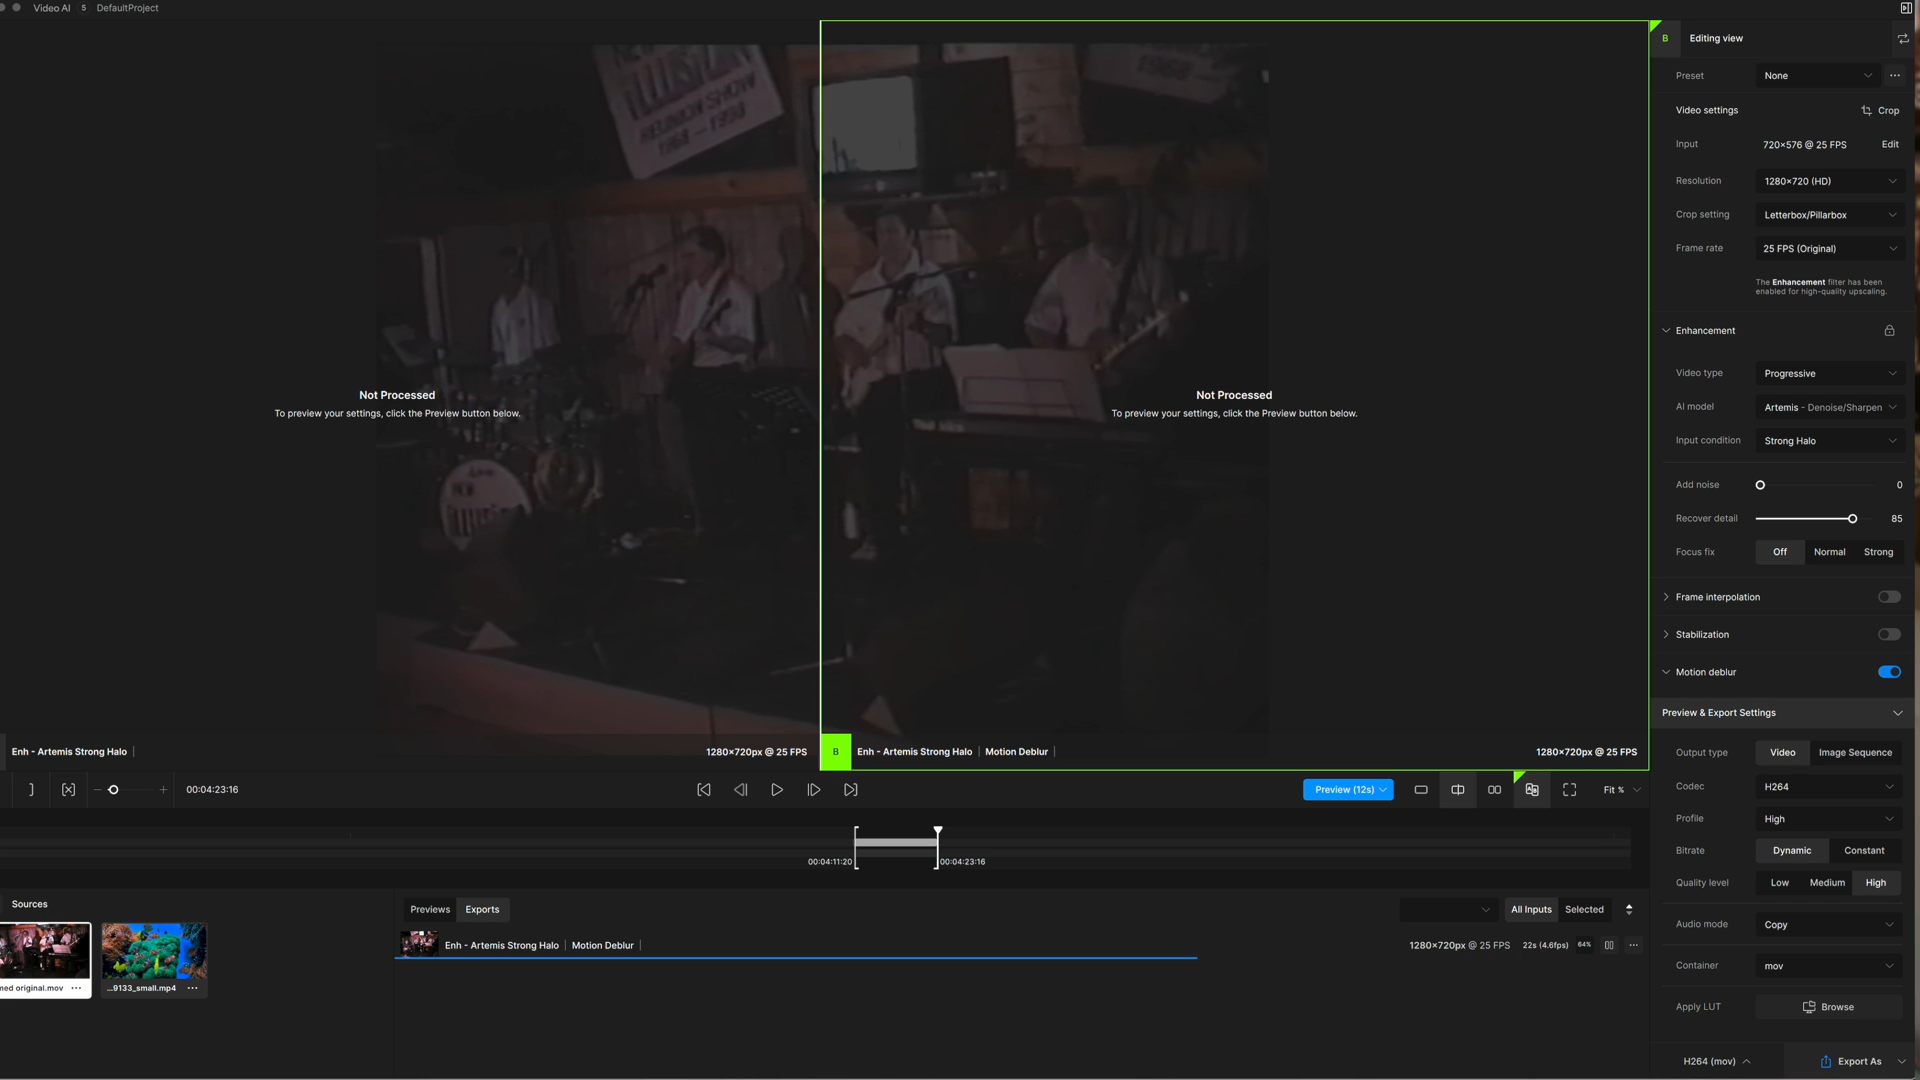 Video AI 5 DefaultProject
REUNION SHOW
1968 - 1998
Not Processed
To preview your settings, click the Preview button below.
Not Processed
To preview your settings, click the Preview button below.
Enh - Artemis Strong Halo
1280×720px @ 25 FPS
B
Enh - Artemis Strong Halo
Motion Deblur
1280×720px @ 25 FPS
00:04:23:16
Preview (12s)
Fit %
00:04:11:20
00:04:23:16
Sources
ned original.mov
...9133_small.mp4
Previews
Exports
All Inputs
Selected
Enh - Artemis Strong Halo
Motion Deblur
1280×720px @ 25 FPS
22s (4.6fps)
64%
B
Editing view
Preset
None
Video settings
Crop
Input
720×576 @ 25 FPS
Edit
Resolution
1280×720 (HD)
Crop setting
Letterbox/Pillarbox
Frame rate
25 FPS (Original)
The Enhancement filter has been
enabled for high-quality upscaling.
Enhancement
Video type
Progressive
AI model
Artemis - Denoise/Sharpen
Input condition
Strong Halo
Add noise
0
Recover detail
85
Focus fix
Off
Normal
Strong
Frame interpolation
Stabilization
Motion deblur
Preview & Export Settings
Output type
Video
Image Sequence
Codec
H264
Profile
High
Bitrate
Dynamic
Constant
Quality level
Low
Medium
High
Audio mode
Copy
Container
mov
Apply LUT
Browse
H264 (mov)
Export As